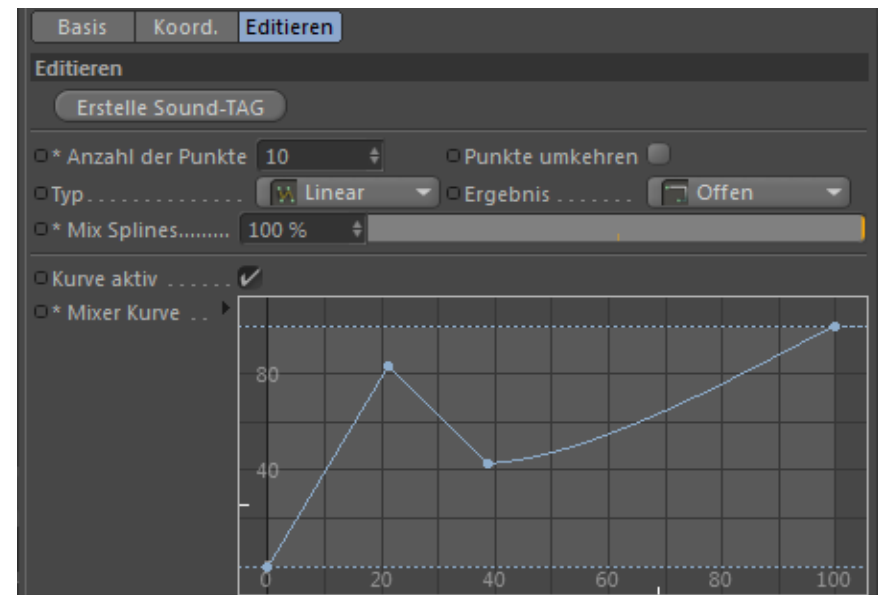 Basis Koord. Editieren
Editieren
Erstelle Sound-TAG
* Anzahl der Punkte 10 Punkte umkehren
Typ.............. Linear Ergebnis ....... Offen
* Mix Splines......... 100 %
Kurve aktiv ......
* Mixer Kurve ..
80
40
0 20 40 60 80 100